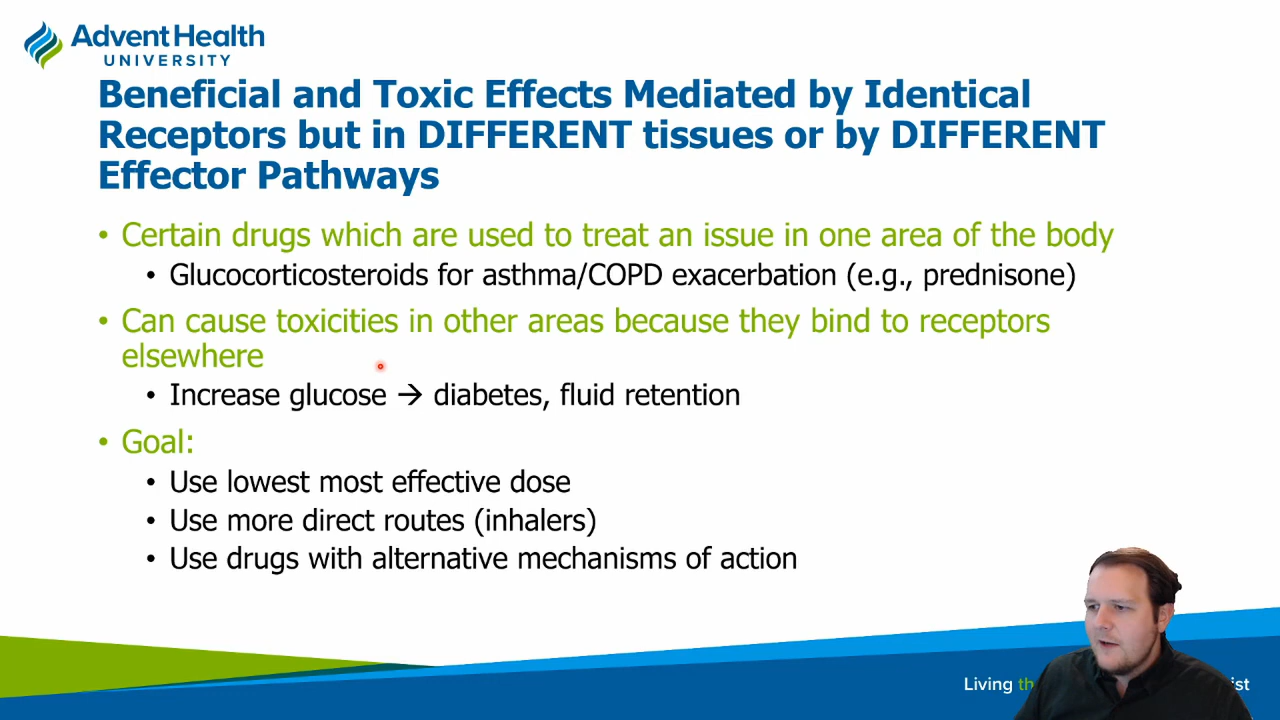 Advent Health
UNIVERSITY
Beneficial and Toxic Effects Mediated by Identical
Receptors but in DIFFERENT tissues or by DIFFERENT
Effector Pathways
• Certain drugs which are used to treat an issue in one area of the body
• Glucocorticosteroids for asthma/COPD exacerbation (e.g., prednisone)
• Can cause toxicities in other areas because they bind to receptors
elsewhere
• Increase glucose → diabetes, fluid retention
• Goal:
• Use lowest most effective dose
• Use more direct routes (inhalers)
• Use drugs with alternative mechanisms of action
Living